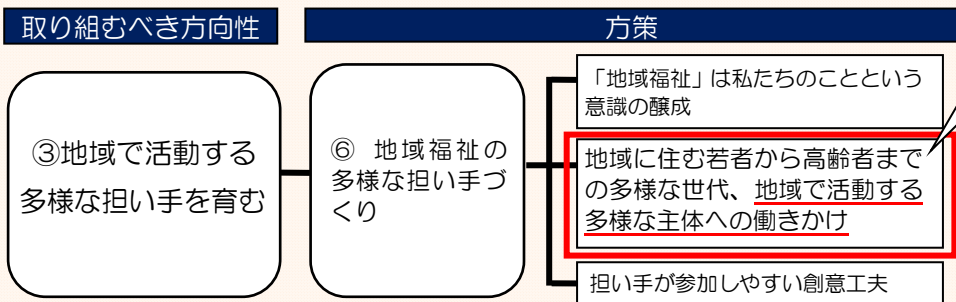 取り組むべき方向性
方策
③地域で活動する
多様な担い手を育む
⑥ 地域福祉の
多様な担い手づ
くり
「地域福祉」は私たちのことという
意識の醸成
地域に住む若者から高齢者まで
の多様な世代、地域で活動する
多様な主体への働きかけ
担い手が参加しやすい創意工夫